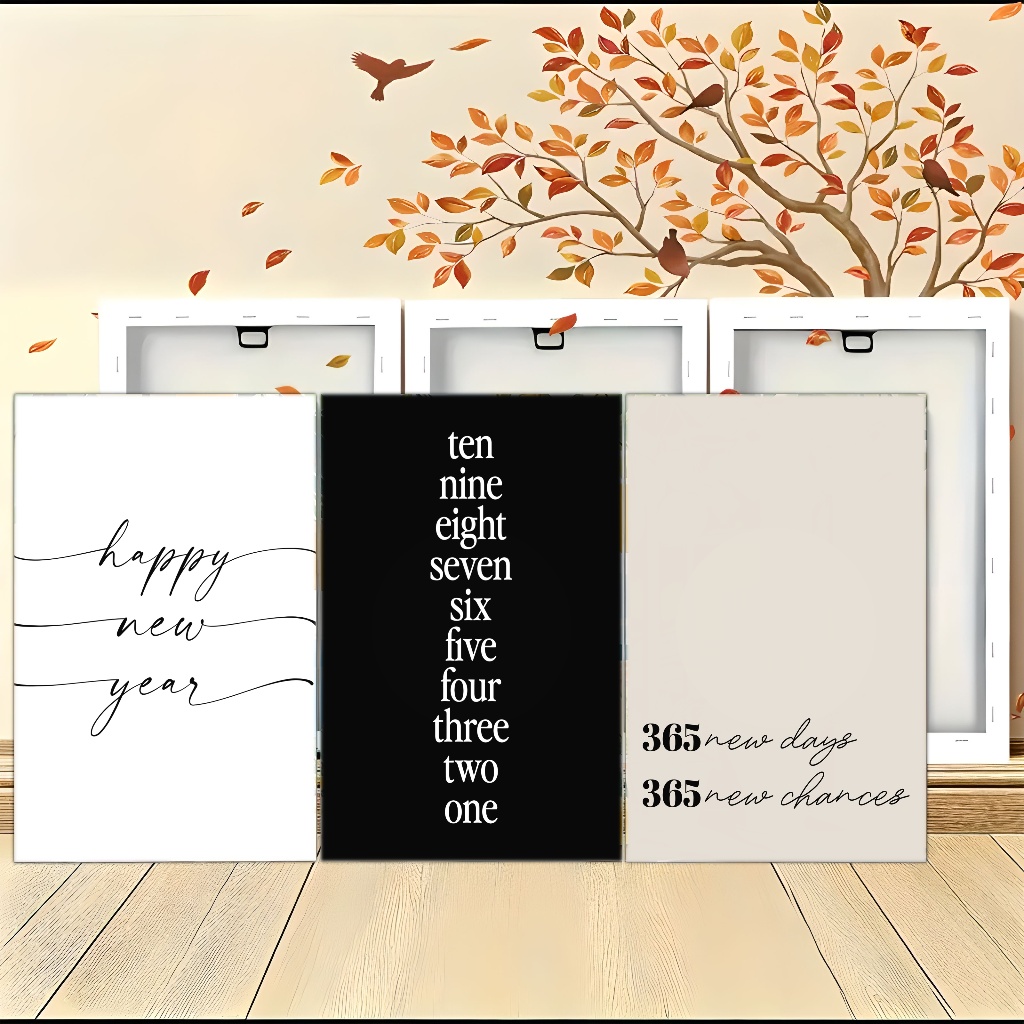 happy
new
year
ten
nine
eight
seven
six
five
four
three
two
one
365 new days
365 new chances